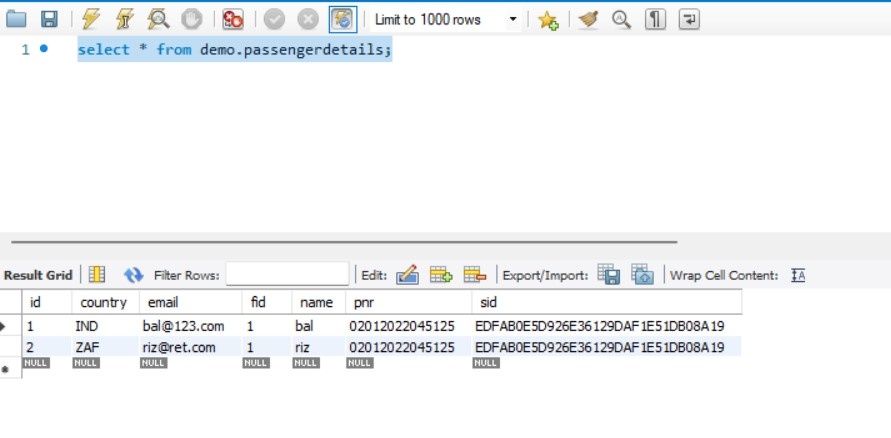 Limit to 1000 rows
1 select * from demo.passengerdetails;
Result Grid Filter Rows: Edit: Export/Import: Wrap Cell Content:
id country email fid name pnr sid
1 IND bal@123.com 1 bal 02012022045125 EDFAB0E5D926E36129DAF1E51DB08A19
2 ZAF riz@ret.com 1 riz 02012022045125 EDFAB0E5D926E36129DAF1E51DB08A19
NULL NULL NULL NULL NULL NULL NULL